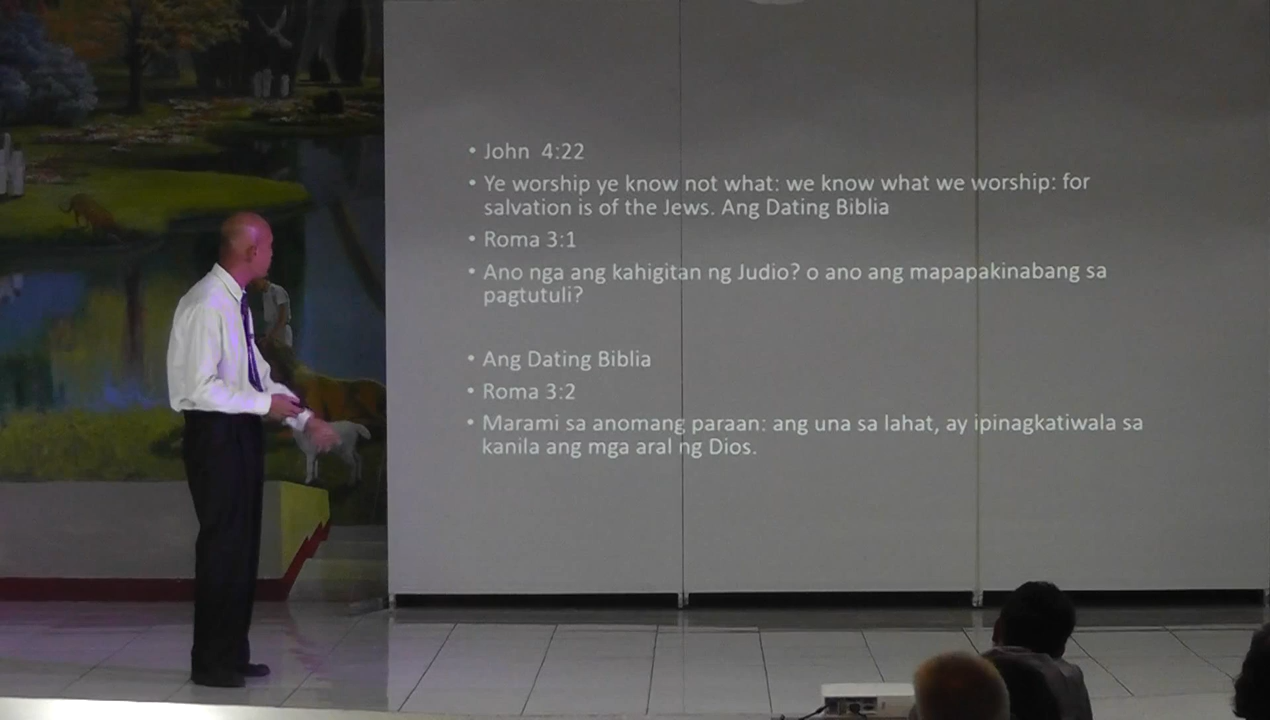 • John 4:22
• Ye worship ye know not what: we know what we worship: for
salvation is of the Jews. Ang Dating Biblia
• Roma 3:1
• Ano nga ang kahigitan ng Judio? o ano ang mapapakinabang sa
pagtutuli?
• Ang Dating Biblia
• Roma 3:2
• Marami sa anomang paraan: ang una sa lahat, ay ipinagkatiwala sa
kanila ang mga aral ng Dios.